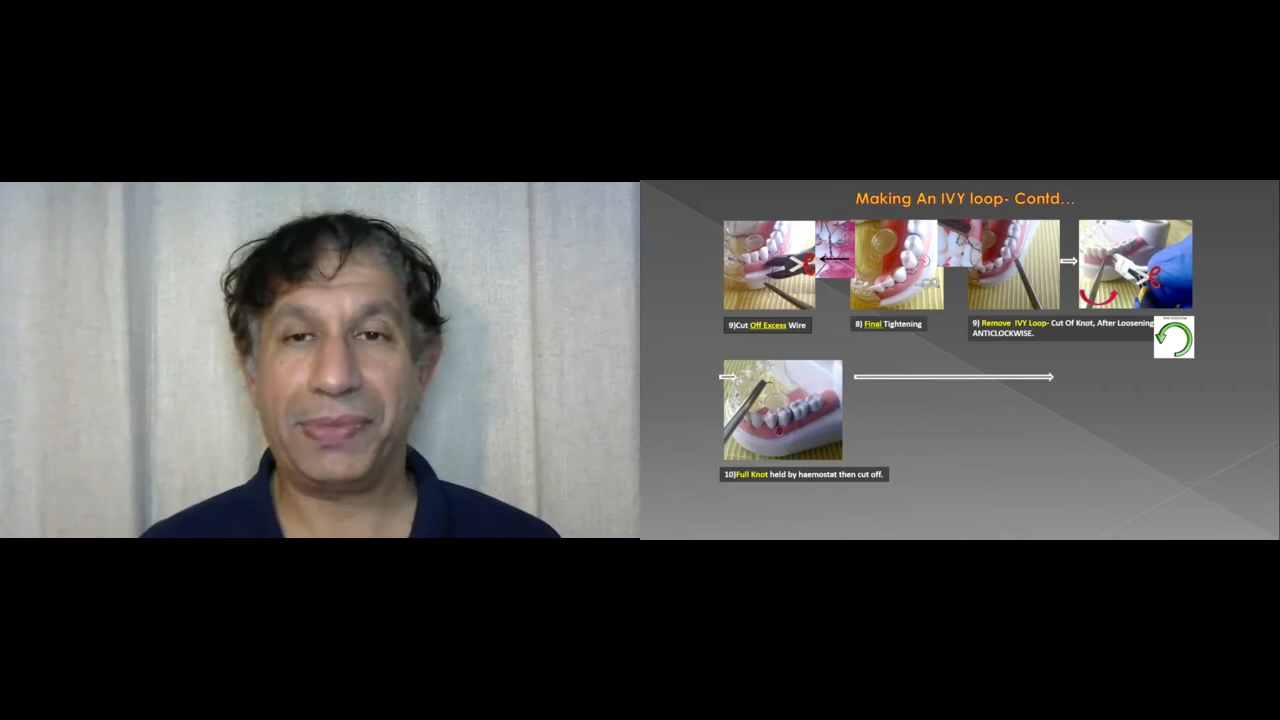 Making An IVY loop- Contd...
9)Cut Off Excess Wire
8) Final Tightening
9) Remove IVY Loop- Cut Of Knot, After Loosening
ANTICLOCKWISE.
10)Full Knot held by haemostat then cut off.